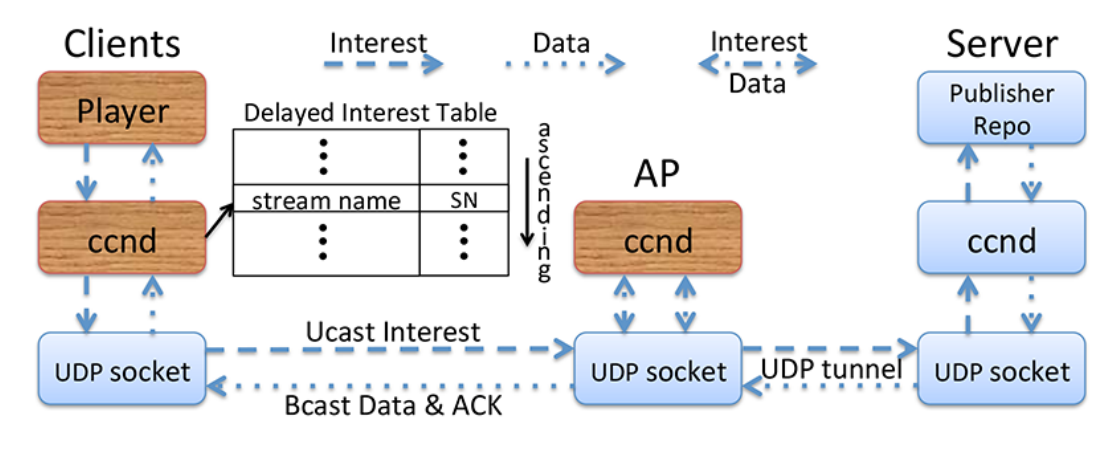 Clients
Interest
Data
Interest
Data
Server
Player
Delayed Interest Table
ascending
Publisher
Repo
stream name
SN
AP
ccnd
ccnd
ccnd
Ucast Interest
UDP socket
UDP socket
UDP tunnel
UDP socket
Bcast Data & ACK